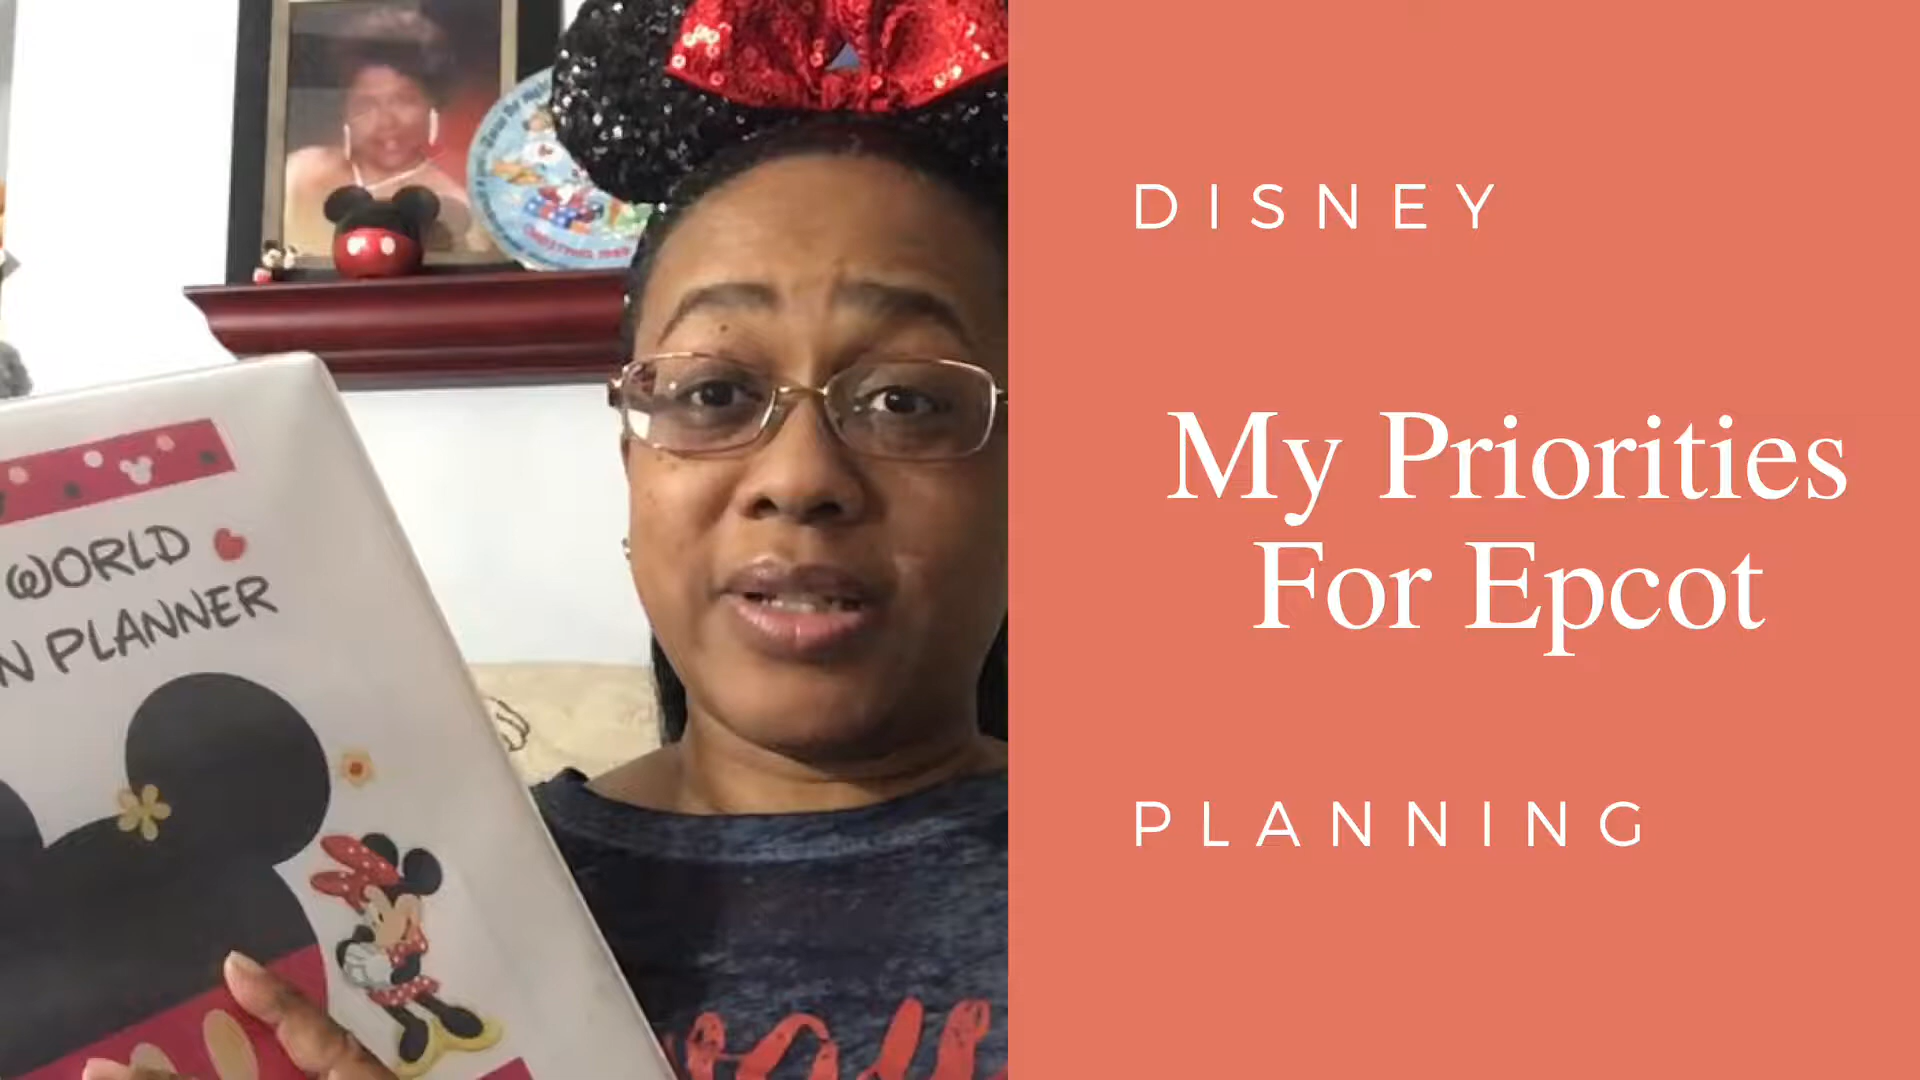 DISNEY
My Priorities
For Epcot
PLANNING
WORLD
N PLANNER